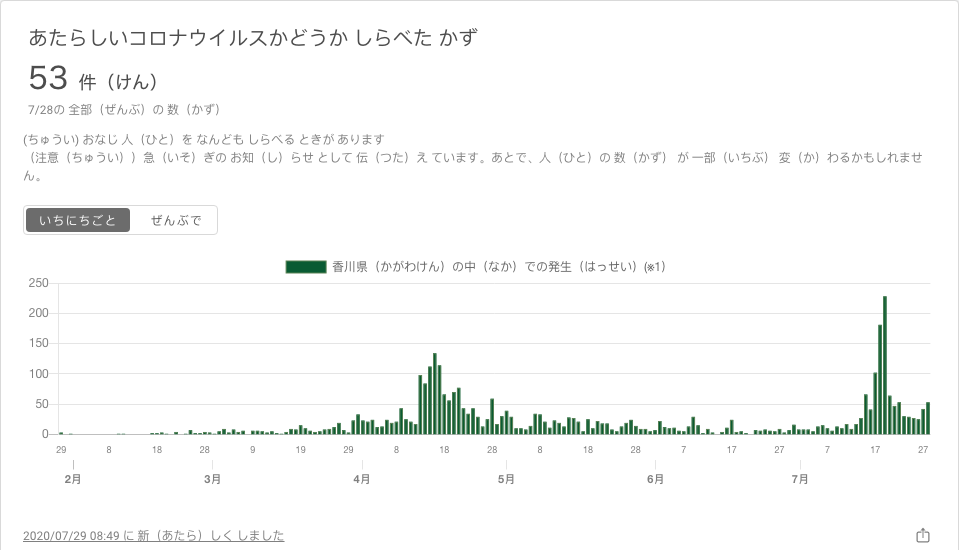 あたらしいコロナウイルスかどうか しらべた かず
53 件（けん）
7/28の 全部（ぜんぶ）の 数（かず）
(ちゅうい) おなじ 人（ひと）を なんども しらべる ときが あります
（注意（ちゅうい））急（いそ）ぎの お知（し）らせ として 伝（つた）え ています。あとで、人（ひと）の 数（かず） が 一部（いちぶ） 変（か）わるかもしれませ
ん。
いちにちごと ぜんぶで
香川県（かがわけん）の中（なか）での発生（はっせい）(※1)
250
200
150
100
50
0
29 8 18 28 9 19 29 8 18 28 8 18 28 7 17 27 7 17 27
2月 3月 4月 5月 6月 7月
2020/07/29 08:49 に 新（あたら）しく しました